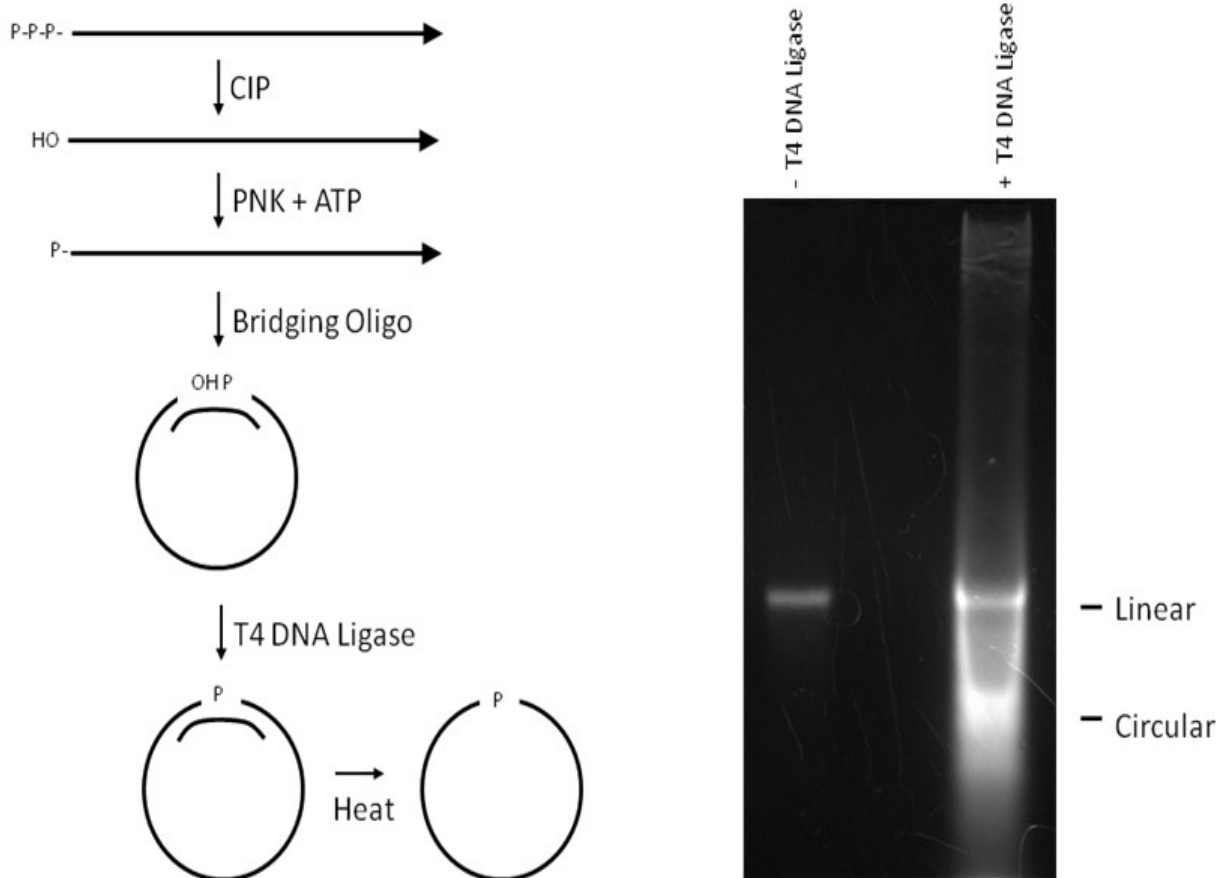 P-P-P-
CIP
HO
PNK + ATP
P-
Bridging Oligo
OH P
T4 DNA Ligase
P
P
Heat
- T4 DNA Ligase
+ T4 DNA Ligase
Linear
Circular